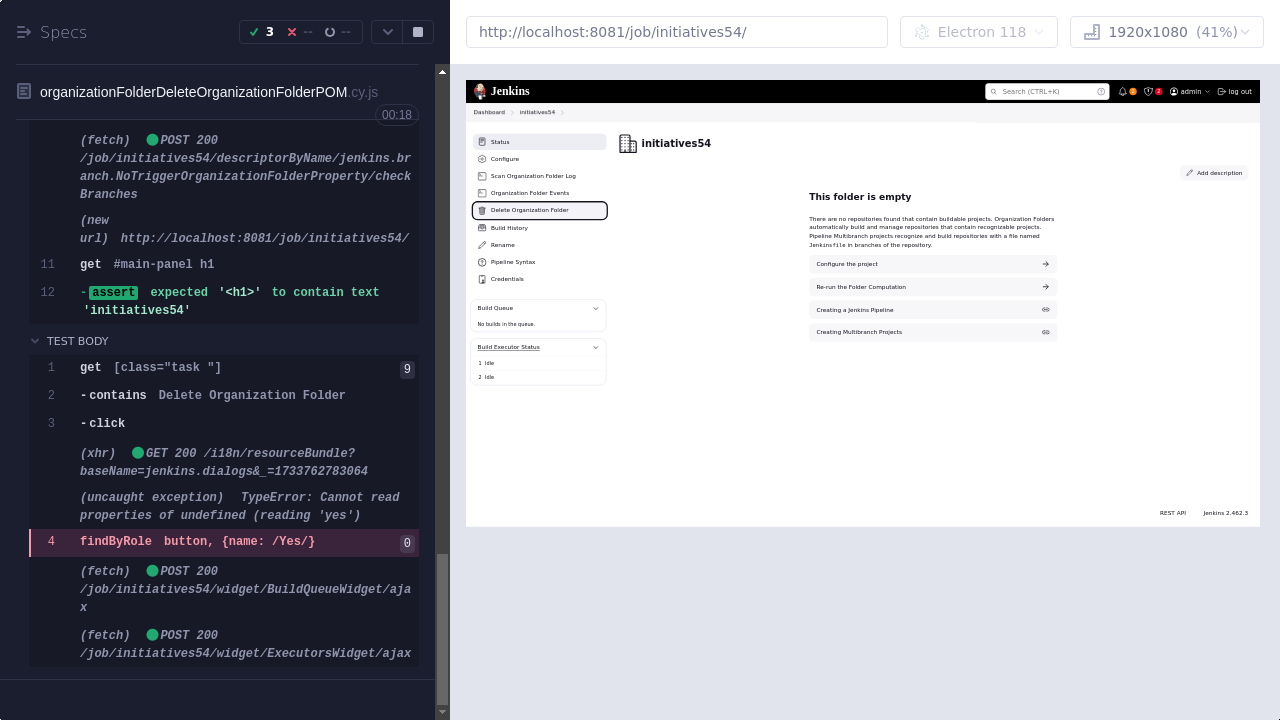 Specs
3
--
--
http://localhost:8081/job/initiatives54/
Electron 118
1920x1080 (41%)
organizationFolderDeleteOrganizationFolderPOM.cy.js
00:18
(fetch) POST 200
/job/initiatives54/descriptorByName/jenkins.br
anch.NoTriggerOrganizationFolderProperty/check
Branches
(new
url) http://localhost:8081/job/initiatives54/
11 get #main-panel h1
12 -assert expected '<h1>' to contain text
'initiatives54'
TEST BODY
1 get [class="task "] 9
2 -contains Delete Organization Folder
3 -click
(xhr) GET 200 /i18n/resourceBundle?
baseName=jenkins.dialogs&_=1733762783064
(uncaught exception) TypeError: Cannot read
properties of undefined (reading 'yes')
4 findByRole button, {name: /Yes/} 0
(fetch) POST 200
/job/initiatives54/widget/BuildQueueWidget/aja
x
(fetch) POST 200
/job/initiatives54/widget/ExecutorsWidget/ajax
Jenkins
Search (CTRL+K)
2
2
admin
log out
Dashboard
initiatives54
Status
Configure
Scan Organization Folder Log
Organization Folder Events
Delete Organization Folder
Build History
Rename
Pipeline Syntax
Credentials
Build Queue
No builds in the queue.
Build Executor Status
1 Idle
2 Idle
initiatives54
Add description
This folder is empty
There are no repositories found that contain buildable projects. Organization Folders
automatically build and manage repositories that contain recognizable projects.
Pipeline Multibranch projects recognize and build repositories with a file named
Jenkinsfile in branches of the repository.
Configure the project
Re-run the Folder Computation
Creating a Jenkins Pipeline
Creating Multibranch Projects
REST API
Jenkins 2.462.3